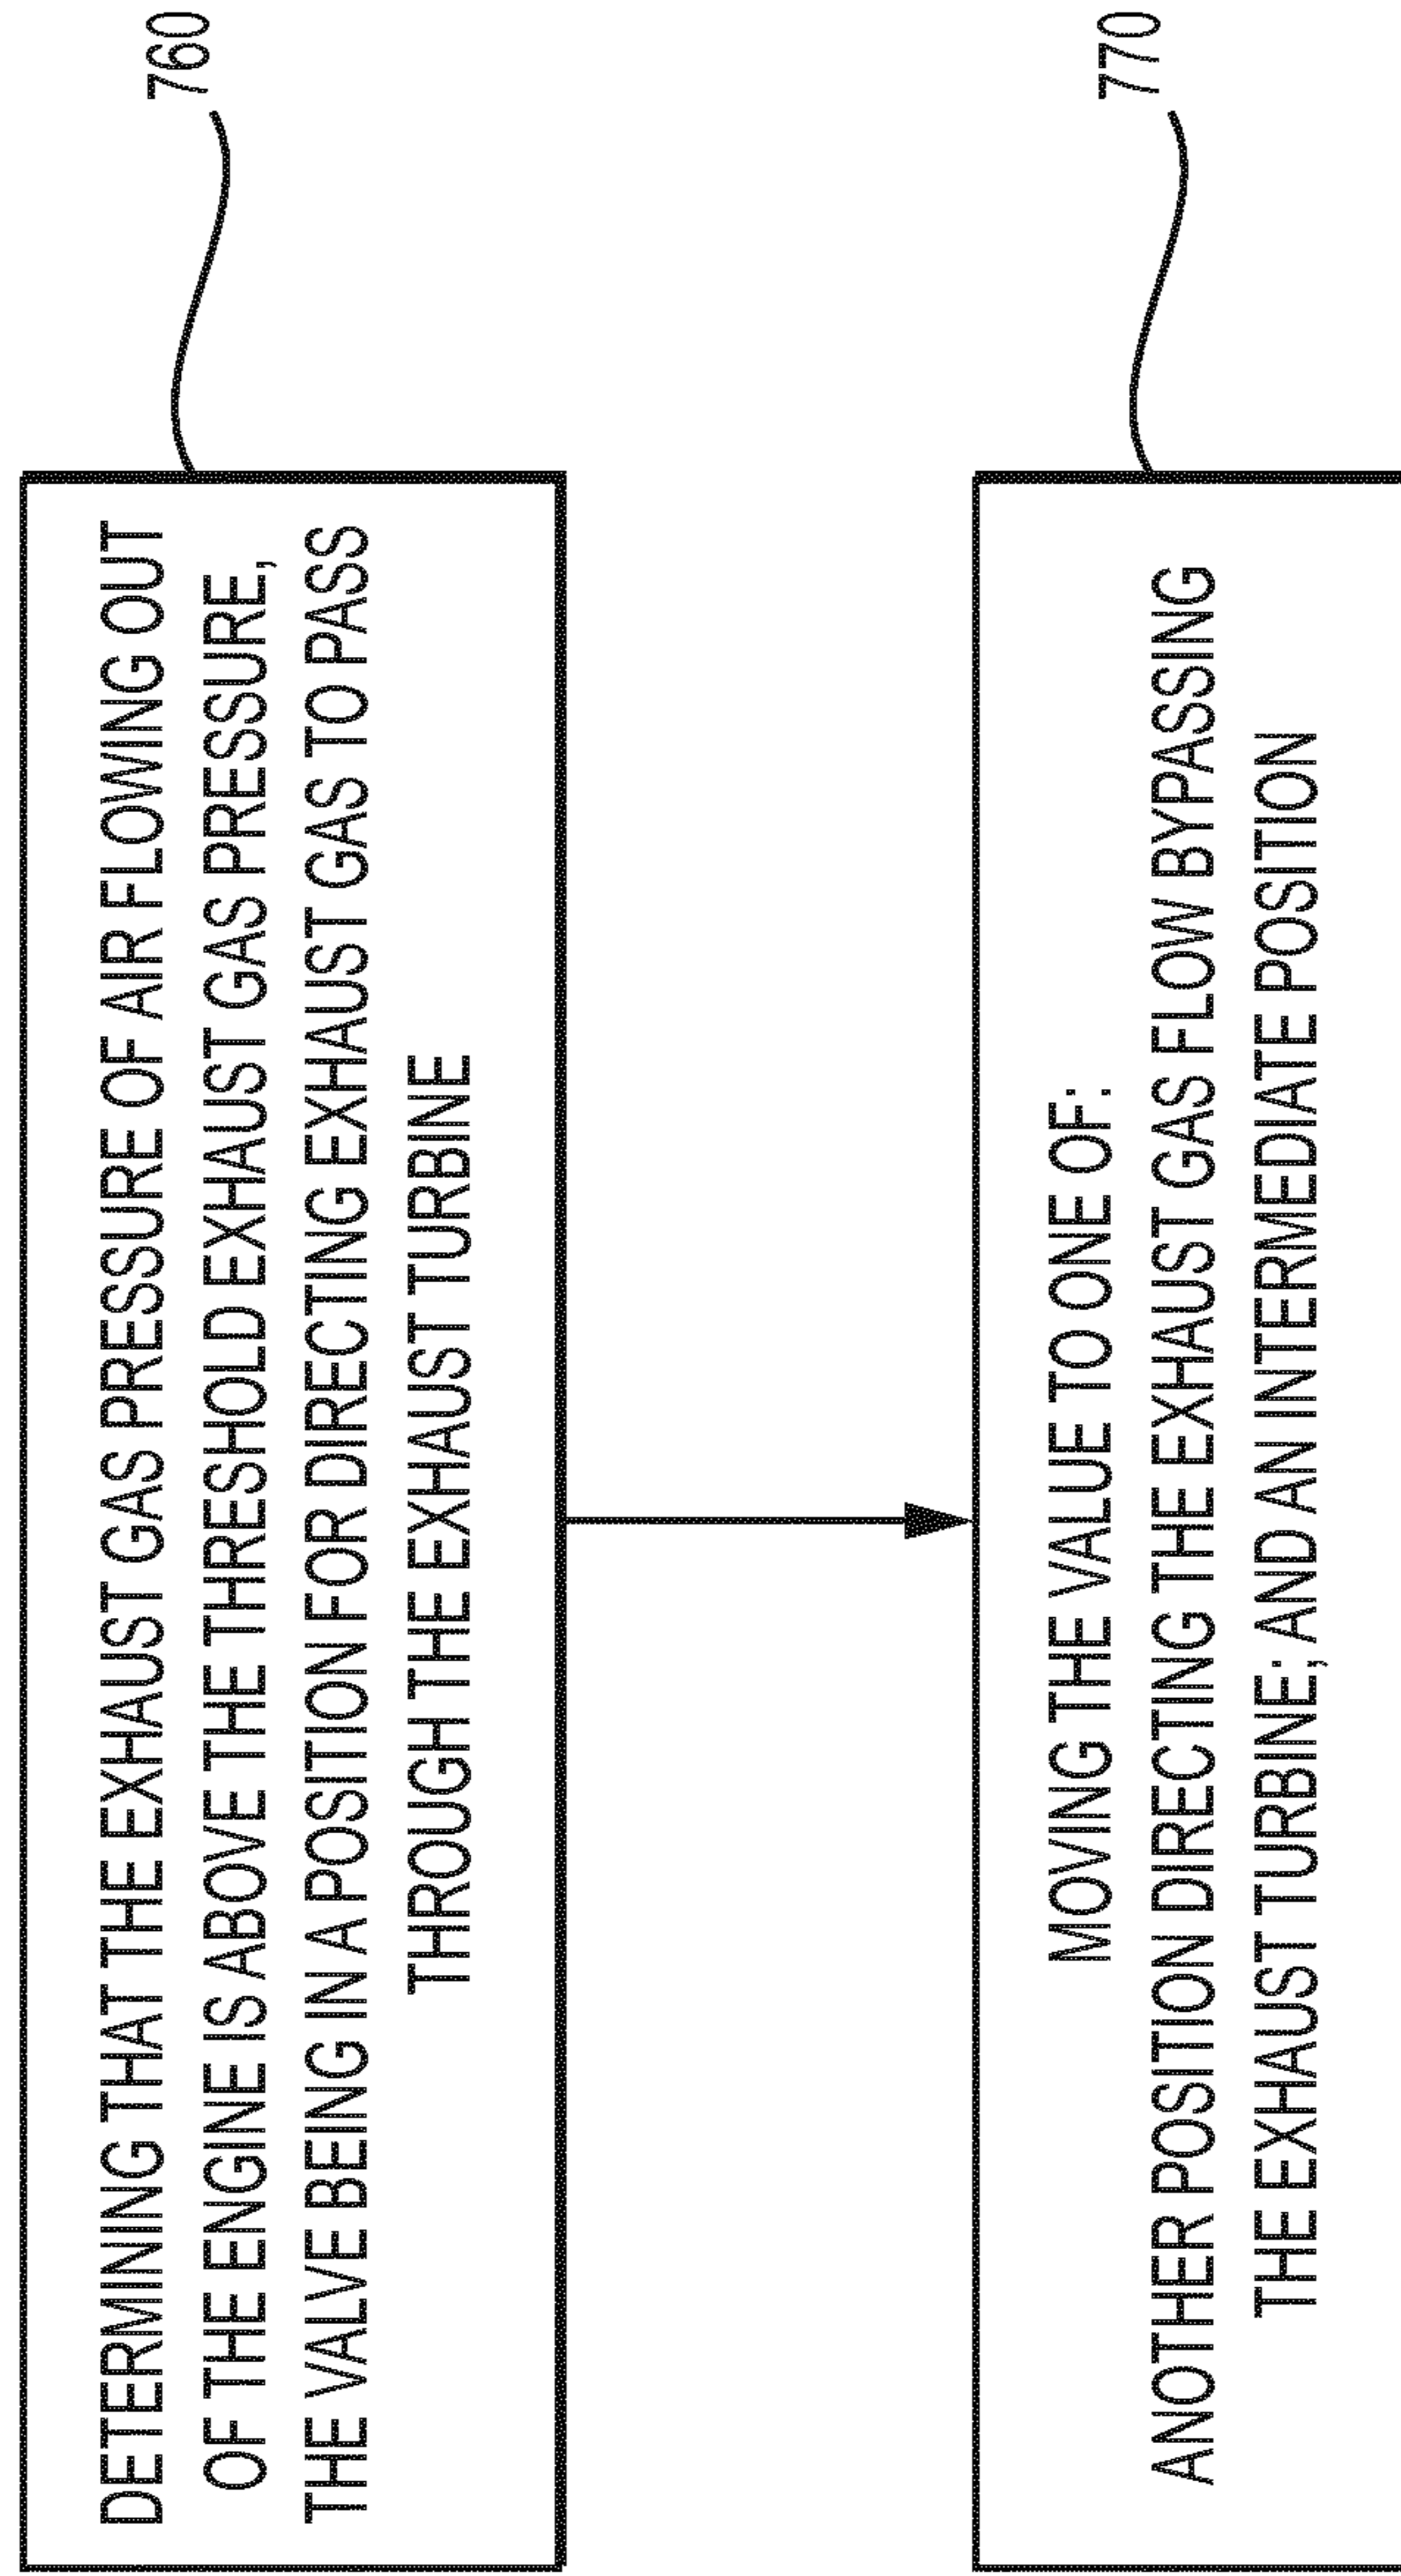 DETERMINING THAT THE EXHAUST GAS PRESSURE OF AIR FLOWING OUT
OF THE ENGINE IS ABOVE THE THRESHOLD EXHAUST GAS PRESSURE,
THE VALVE BEING IN A POSITION FOR DIRECTING EXHAUST GAS TO PASS
THROUGH THE EXHAUST TURBINE
760
MOVING THE VALUE TO ONE OF:
ANOTHER POSITION DIRECTING THE EXHAUST GAS FLOW BYPASSING
THE EXHAUST TURBINE; AND AN INTERMEDIATE POSITION
770